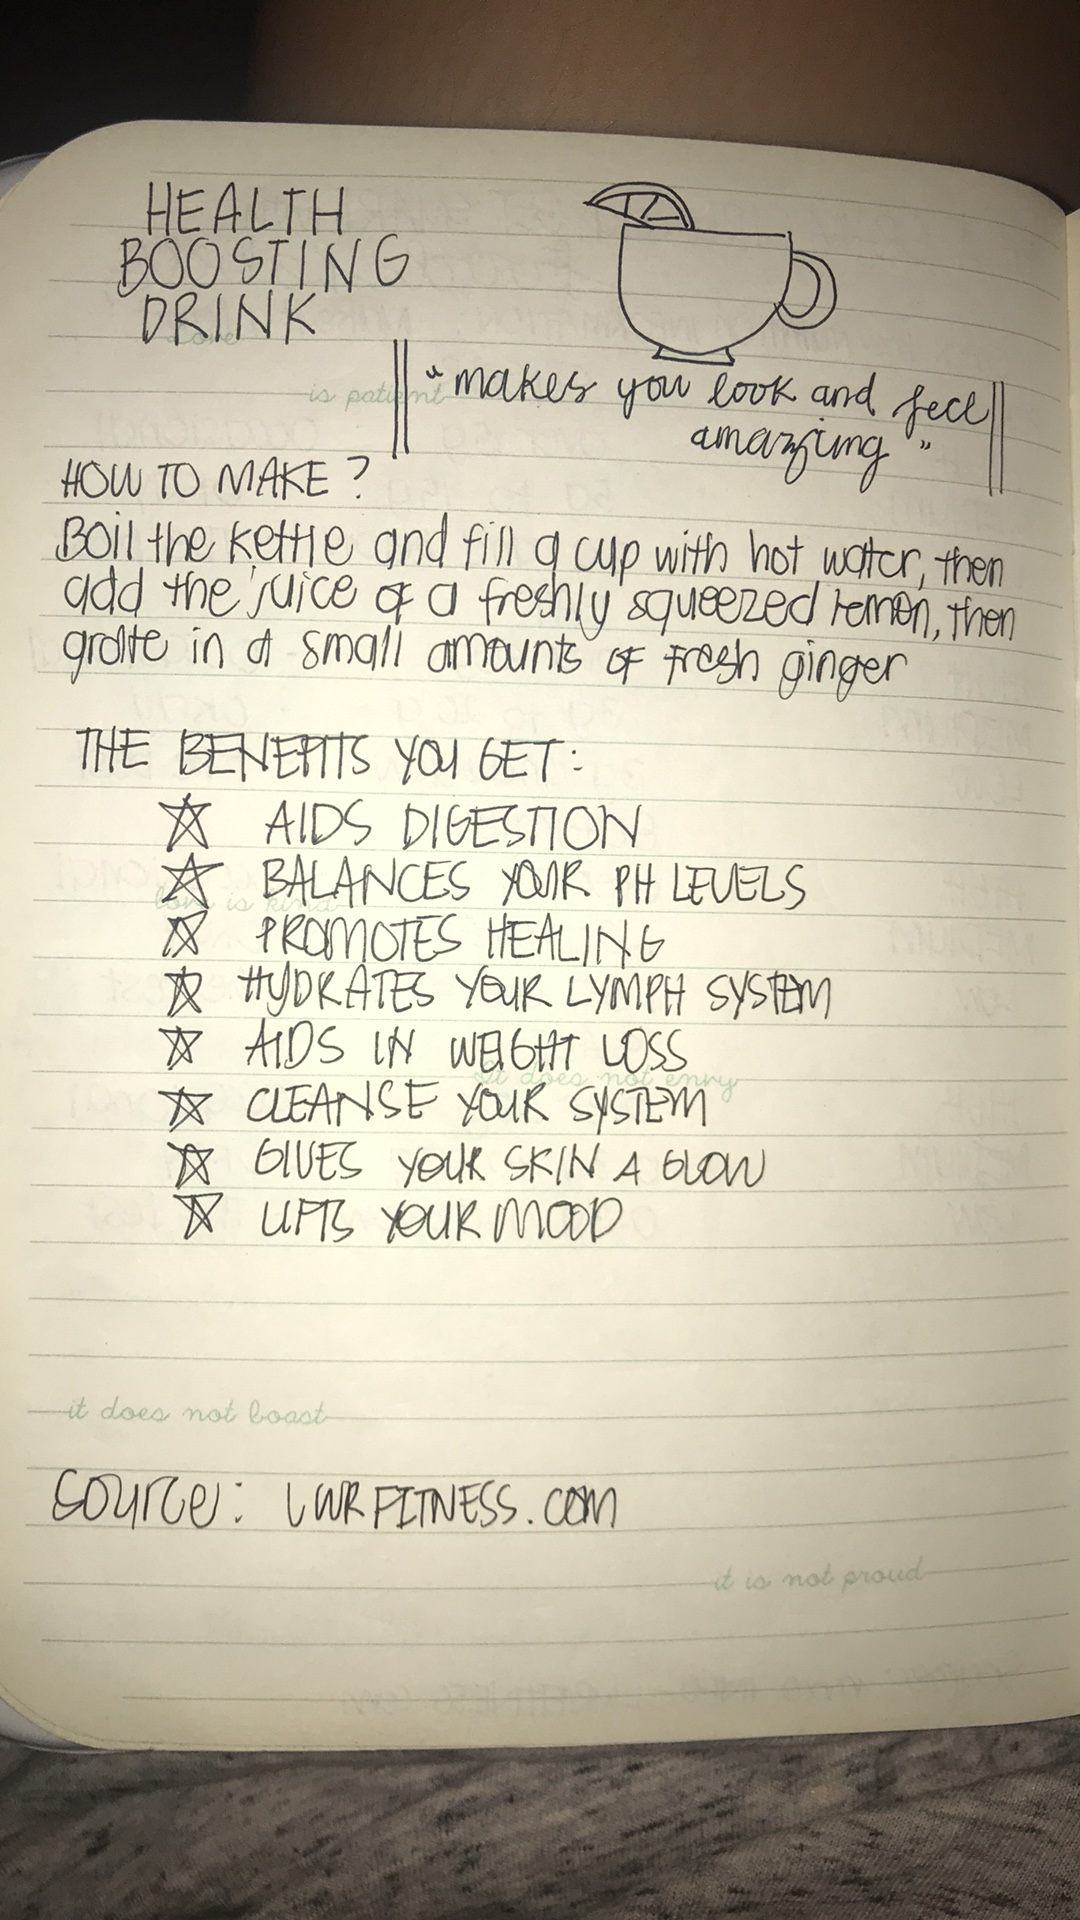 HEALTH
BOOSTING
DRINK
love
is patient
"makes you look and feel
amazing"
HOW TO MAKE?
Boil the kettle and fill a cup with hot water, then
add the juice of a freshly squeezed lemon, then
grate in a small amounts of fresh ginger
THE BENEFITS YOU GET:
☆ AIDS DIGESTION
☆ BALANCES YOUR PH LEVELS
love is kind
☆ PROMOTES HEALING
☆ HYDRATES YOUR LYMPH SYSTEM
☆ AIDS IN WEIGHT LOSS
it does not envy
☆ CLEANSE YOUR SYSTEM
☆ GIVES YOUR SKIN A GLOW
☆ LIFTS YOUR MOOD
it does not boast
Source: LWRFITNESS.COM
it is not proud